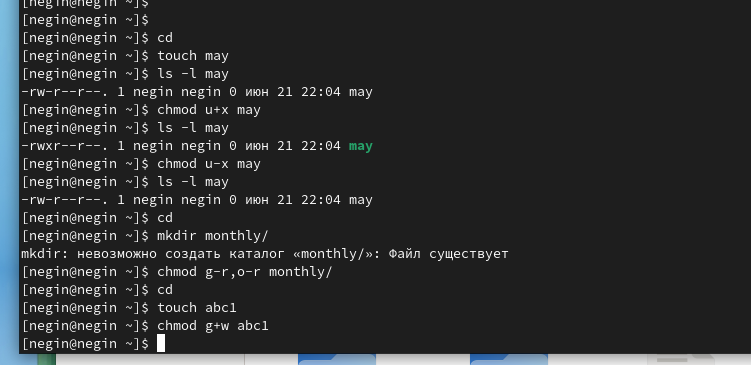 [negin@negin ~]$
[negin@negin ~]$
[negin@negin ~]$ cd
[negin@negin ~]$ touch may
[negin@negin ~]$ ls -l may
-rw-r--r--. 1 negin negin 0 июн 21 22:04 may
[negin@negin ~]$ chmod u+x may
[negin@negin ~]$ ls -l may
-rwxr--r--. 1 negin negin 0 июн 21 22:04 may
[negin@negin ~]$ chmod u-x may
[negin@negin ~]$ ls -l may
-rw-r--r--. 1 negin negin 0 июн 21 22:04 may
[negin@negin ~]$ cd
[negin@negin ~]$ mkdir monthly/
mkdir: невозможно создать каталог «monthly/»: Файл существует
[negin@negin ~]$ chmod g-r,o-r monthly/
[negin@negin ~]$ cd
[negin@negin ~]$ touch abc1
[negin@negin ~]$ chmod g+w abc1
[negin@negin ~]$